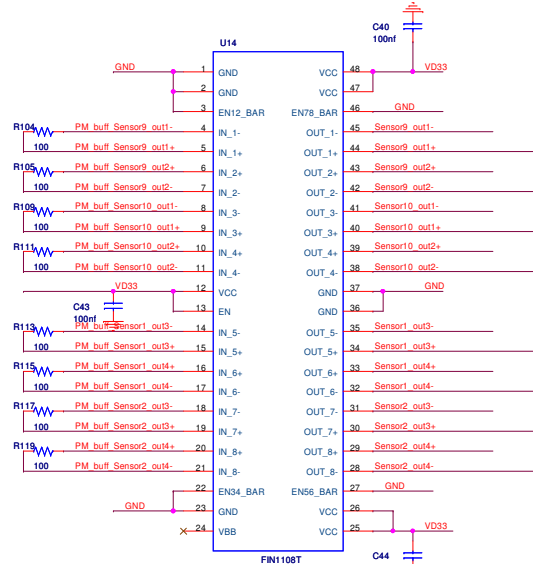 C40
100nf
U14
GND 1 GND VCC 48 VD33
2 GND VCC 47
3 EN12_BAR EN78_BAR 46 GND
R104 PM_buff_Sensor9_out1- 4 IN_1- OUT_1- 45 Sensor9_out1-
100 PM_buff_Sensor9_out1+ 5 IN_1+ OUT_1+ 44 Sensor9_out1+
R105 PM_buff_Sensor9_out2+ 6 IN_2+ OUT_2+ 43 Sensor9_out2+
100 PM_buff_Sensor9_out2- 7 IN_2- OUT_2- 42 Sensor9_out2-
R109 PM_buff_Sensor10_out1- 8 IN_3- OUT_3- 41 Sensor10_out1-
100 PM_buff_Sensor10_out1+ 9 IN_3+ OUT_3+ 40 Sensor10_out1+
R111 PM_buff_Sensor10_out2+ 10 IN_4+ OUT_4+ 39 Sensor10_out2+
100 PM_buff_Sensor10_out2- 11 IN_4- OUT_4- 38 Sensor10_out2-
VD33 12 VCC GND 37 GND
C43 13 EN GND 36
100nf
R113 PM_buff_Sensor1_out3- 14 IN_5- OUT_5- 35 Sensor1_out3-
100 PM_buff_Sensor1_out3+ 15 IN_5+ OUT_5+ 34 Sensor1_out3+
R115 PM_buff_Sensor1_out4+ 16 IN_6+ OUT_6+ 33 Sensor1_out4+
100 PM_buff_Sensor1_out4- 17 IN_6- OUT_6- 32 Sensor1_out4-
R117 PM_buff_Sensor2_out3- 18 IN_7- OUT_7- 31 Sensor2_out3-
100 PM_buff_Sensor2_out3+ 19 IN_7+ OUT_7+ 30 Sensor2_out3+
R119 PM_buff_Sensor2_out4+ 20 IN_8+ OUT_8+ 29 Sensor2_out4+
100 PM_buff_Sensor2_out4- 21 IN_8- OUT_8- 28 Sensor2_out4-
22 EN34_BAR EN56_BAR 27 GND
GND 23 GND VCC 26
24 VBB VCC 25 VD33
FIN1108T
C44